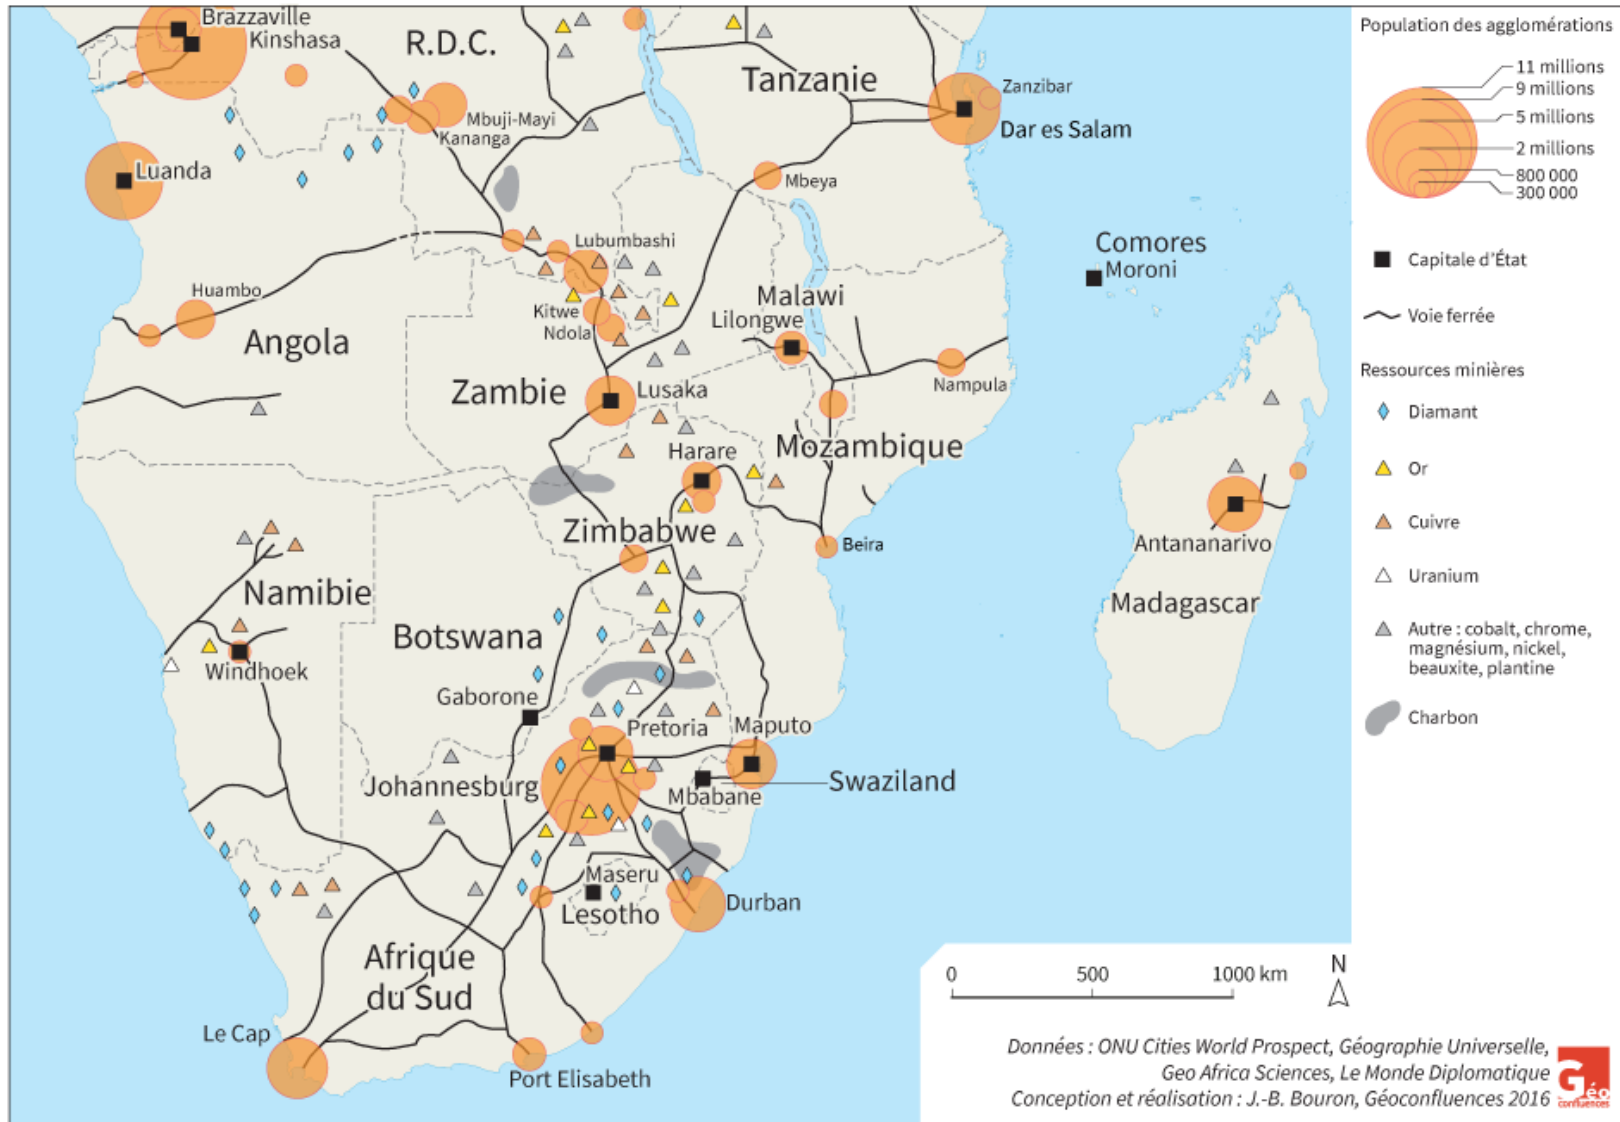 Brazzaville
Kinshasa
R.D.C.
Tanzanie
Zanzibar
Dar es Salam
Mbuji-Mayi
Kananga
Luanda
Mbeya
Lubumbashi
Comores
Moroni
Huambo
Kitwe
Ndola
Malawi
Lilongwe
Angola
Nampula
Zambie
Lusaka
Mozambique
Harare
Zimbabwe
Beira
Antananarivo
Madagascar
Namibie
Windhoek
Botswana
Gaborone
Pretoria
Maputo
Johannesburg
Mbabane
Swaziland
Maseru
Lesotho
Durban
Afrique
du Sud
Le Cap
Port Elisabeth
Population des agglomérations
11 millions
9 millions
5 millions
2 millions
800 000
300 000
Capitale d'État
Voie ferrée
Ressources minières
Diamant
Or
Cuivre
Uranium
Autre : cobalt, chrome,
magnésium, nickel,
beauxite, plantine
Charbon
0 500 1000 km
N
Données : ONU Cities World Prospect, Géographie Universelle,
Geo Africa Sciences, Le Monde Diplomatique
Conception et réalisation : J.-B. Bouron, Géoconfluences 2016
Géo
confluences